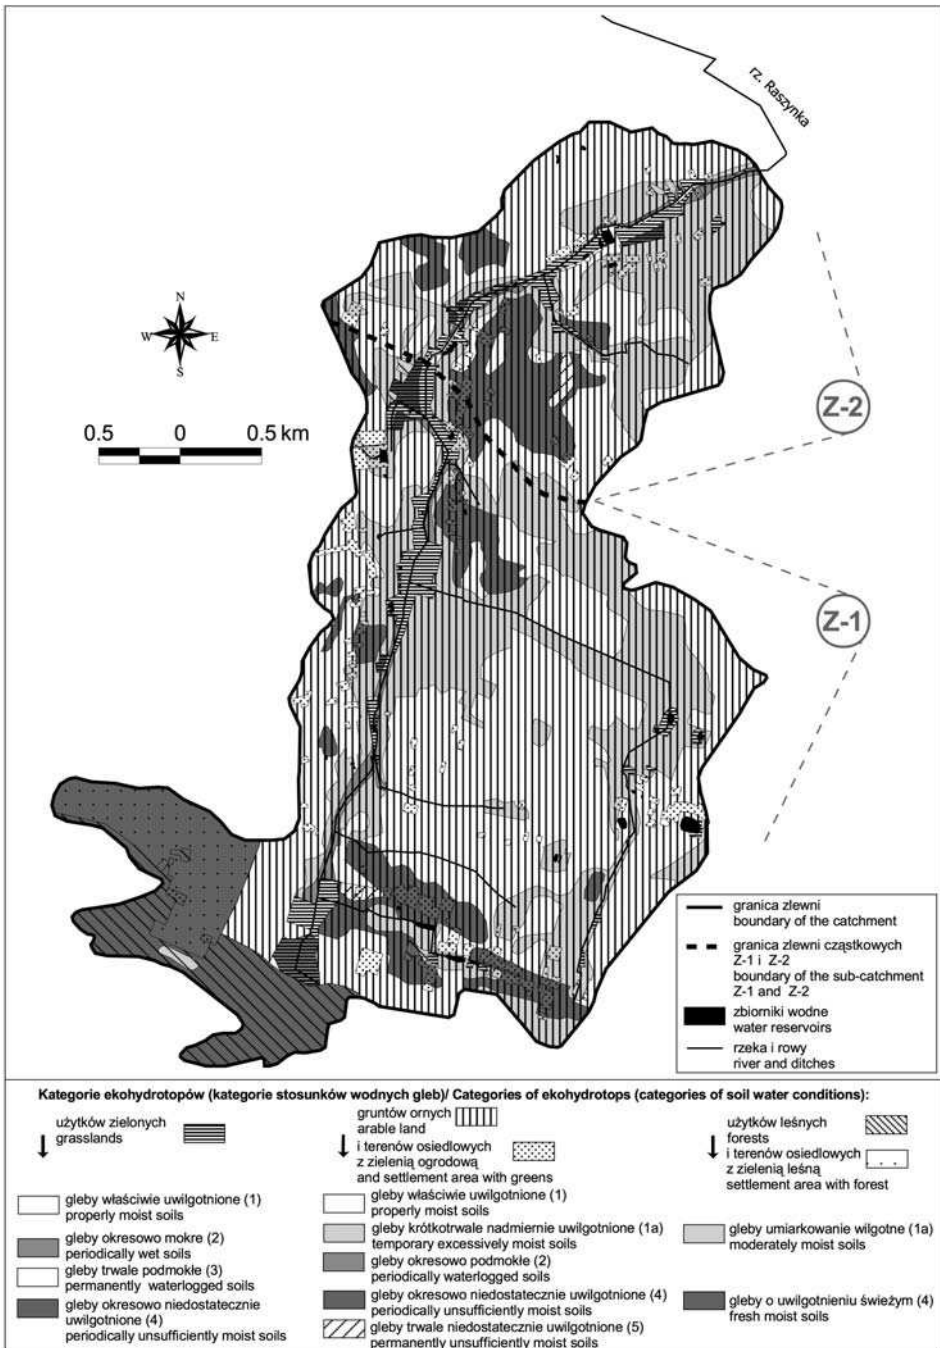 rz. Raszynka
N
W E
S
0.5 0 0.5 km
Z-2
Z-1
granica zlewni
boundary of the catchment
granica zlewni cząstkowych
Z-1 i Z-2
boundary of the sub-catchment
Z-1 and Z-2
zbiorniki wodne
water reservoirs
rzeka i rowy
river and ditches
Kategorie ekohydrotopów (kategorie stosunków wodnych gleb)/ Categories of ekohydrotops (categories of soil water conditions):
użytków zielonych
grasslands
gleby właściwie uwilgotnione (1)
properly moist soils
gleby okresowo mokre (2)
periodically wet soils
gleby trwale podmokłe (3)
permanently waterlogged soils
gleby okresowo niedostatecznie
uwilgotnione (4)
periodically unsufficiently moist soils
gruntów ornych
arable land
i terenów osiedlowych
z zielenią ogrodową
and settlement area with greens
gleby właściwie uwilgotnione (1)
properly moist soils
gleby krótkotrwale nadmiernie uwilgotnione (1a)
temporary excessively moist soils
gleby okresowo podmokłe (2)
periodically waterlogged soils
gleby okresowo niedostatecznie uwilgotnione (4)
periodically unsufficiently moist soils
gleby trwale niedostatecznie uwilgotnione (5)
permanently unsufficiently moist soils
użytków leśnych
forests
i terenów osiedlowych
z zielenią leśną
settlement area with forest
gleby umiarkowanie wilgotne (1a)
moderately moist soils
gleby o uwilgotnieniu świeżym (4)
fresh moist soils